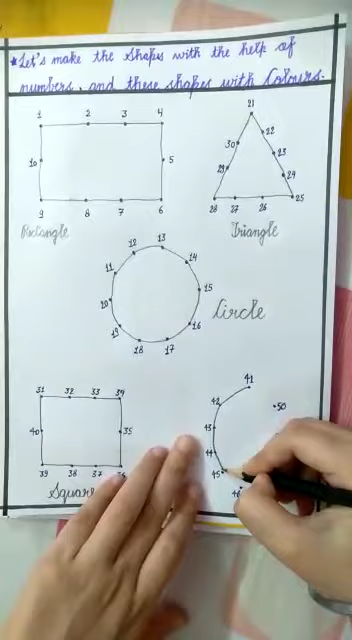 *Let's make the shapes with the help of
numbers, and these shapes with Colours.
1 2 3 4
10 5
9 8 7 6
Rectangle
21
30 22
23
29 24
28 27 26 25
Triangle
12 13
11 14
20 15
19 16
18 17
Circle
31 32 33 34
40 35
39 38 37
Square
41
42 50
43
44
45
46